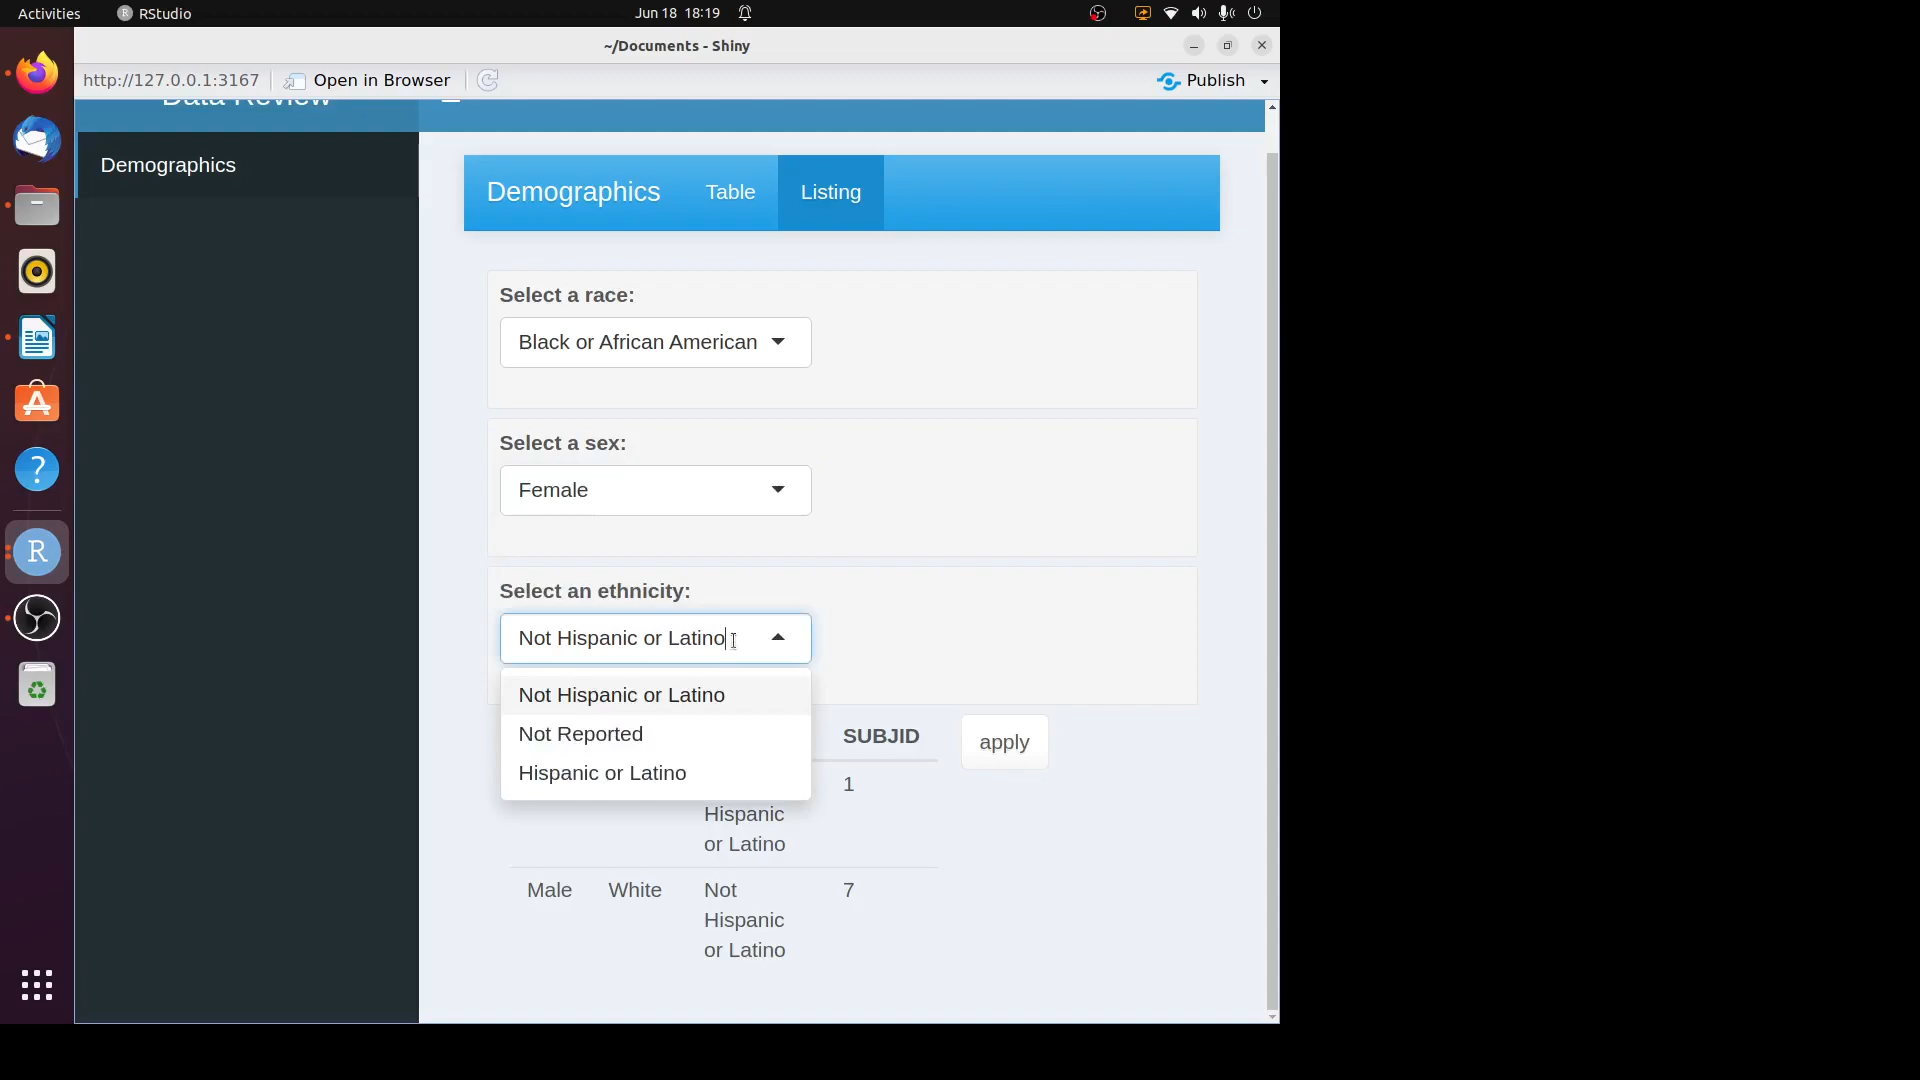 Activities
RStudio
Jun 18 18:19
~/Documents - Shiny
http://127.0.0.1:3167
Open in Browser
Publish
Data Review
Demographics
Demographics
Table
Listing
Select a race:
Black or African American
Select a sex:
Female
Select an ethnicity:
Not Hispanic or Latino
Not Hispanic or Latino
Not Reported
Hispanic or Latino
SUBJID
apply
1
Hispanic
or Latino
Male
White
Not
7
Hispanic
or Latino